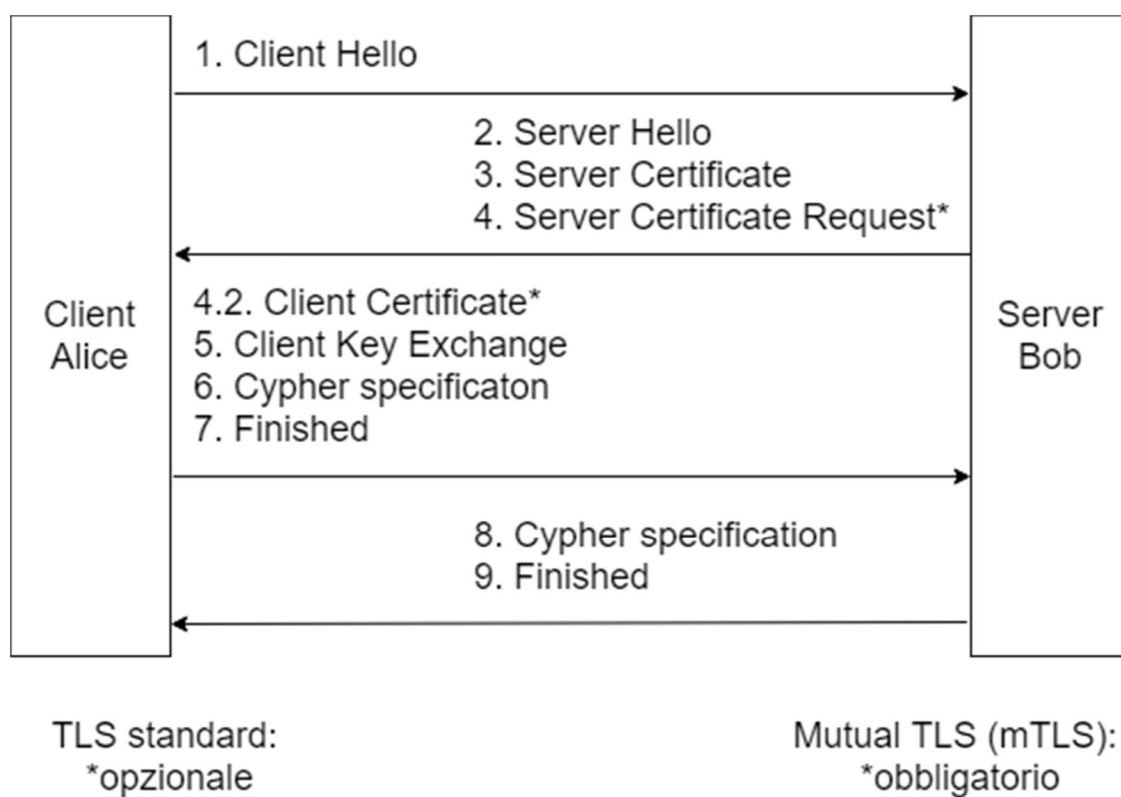 1. Client Hello
2. Server Hello
3. Server Certificate
4. Server Certificate Request*
Client
Alice
4.2. Client Certificate*
5. Client Key Exchange
6. Cypher specificaton
7. Finished
Server
Bob
8. Cypher specification
9. Finished
TLS standard:
*opzionale
Mutual TLS (mTLS):
*obbligatorio